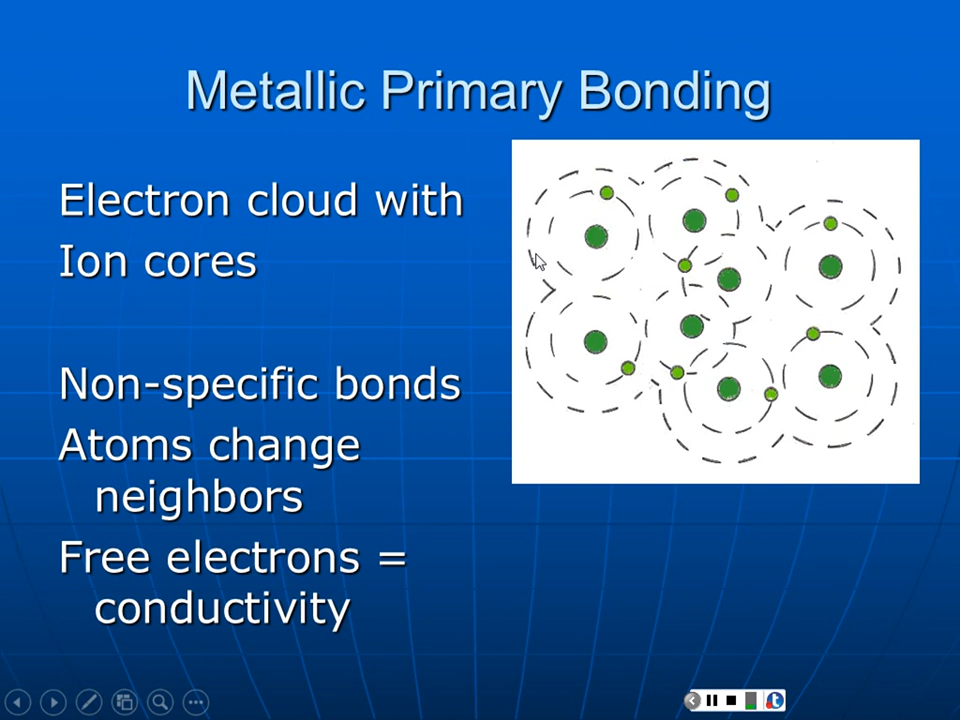 Metallic Primary Bonding
Electron cloud with
Ion cores
Non-specific bonds
Atoms change
neighbors
Free electrons =
conductivity